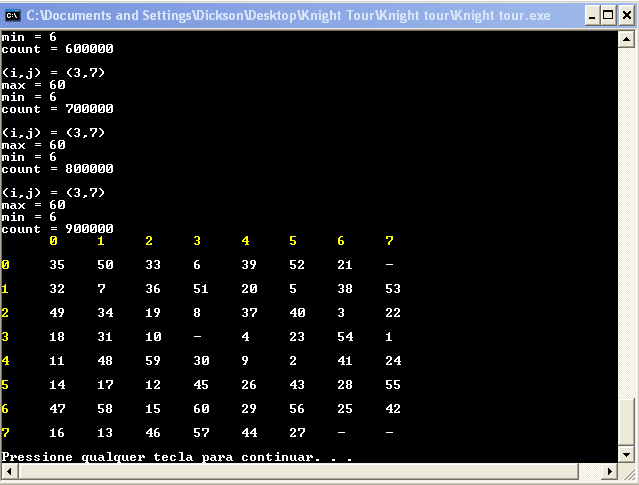 C:\Documents and Settings\Dickson\Desktop\Knight Tour\Knight tour\Knight tour.exe
min = 6
count = 600000
(i,j) = (3,7)
max = 60
min = 6
count = 700000
(i,j) = (3,7)
max = 60
min = 6
count = 800000
(i,j) = (3,7)
max = 60
min = 6
count = 900000
0 1 2 3 4 5 6 7
0 35 50 33 6 39 52 21 -
1 32 7 36 51 20 5 38 53
2 49 34 19 8 37 40 3 22
3 18 31 10 - 4 23 54 1
4 11 48 59 30 9 2 41 24
5 14 17 12 45 26 43 28 55
6 47 58 15 60 29 56 25 42
7 16 13 46 57 44 27 - -
Pressione qualquer tecla para continuar. . .